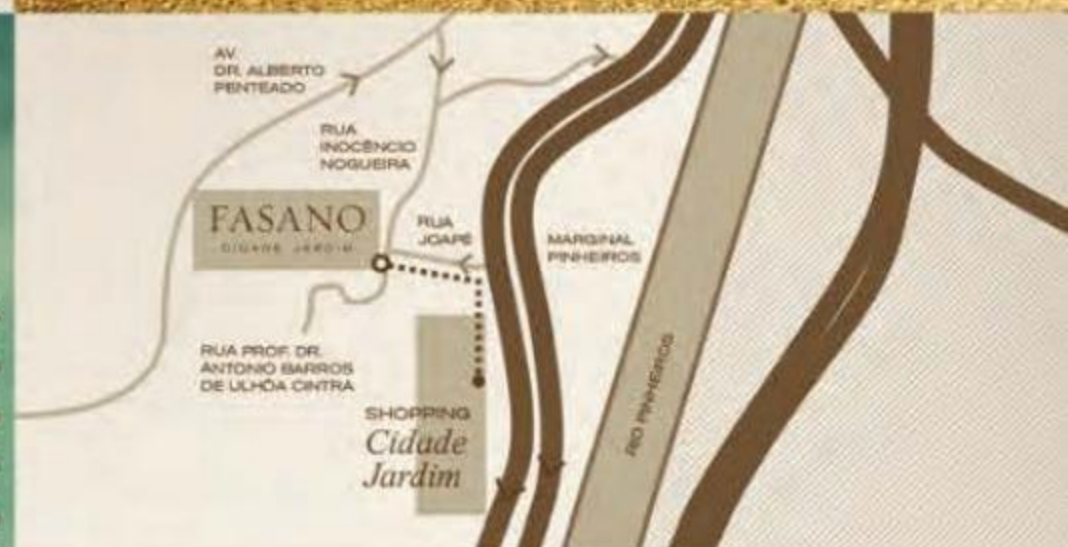 AV.
DR. ALBERTO
PENTEADO
RUA
INOCÊNCIO
NOGUEIRA
FASANO
CIDADE JARDIM
RUA
JOAPÉ
MARGINAL
PINHEIROS
RUA PROF. DR.
ANTONIO BARROS
DE ULHÔA CINTRA
SHOPPING
Cidade
Jardim
RIO PINHEIROS